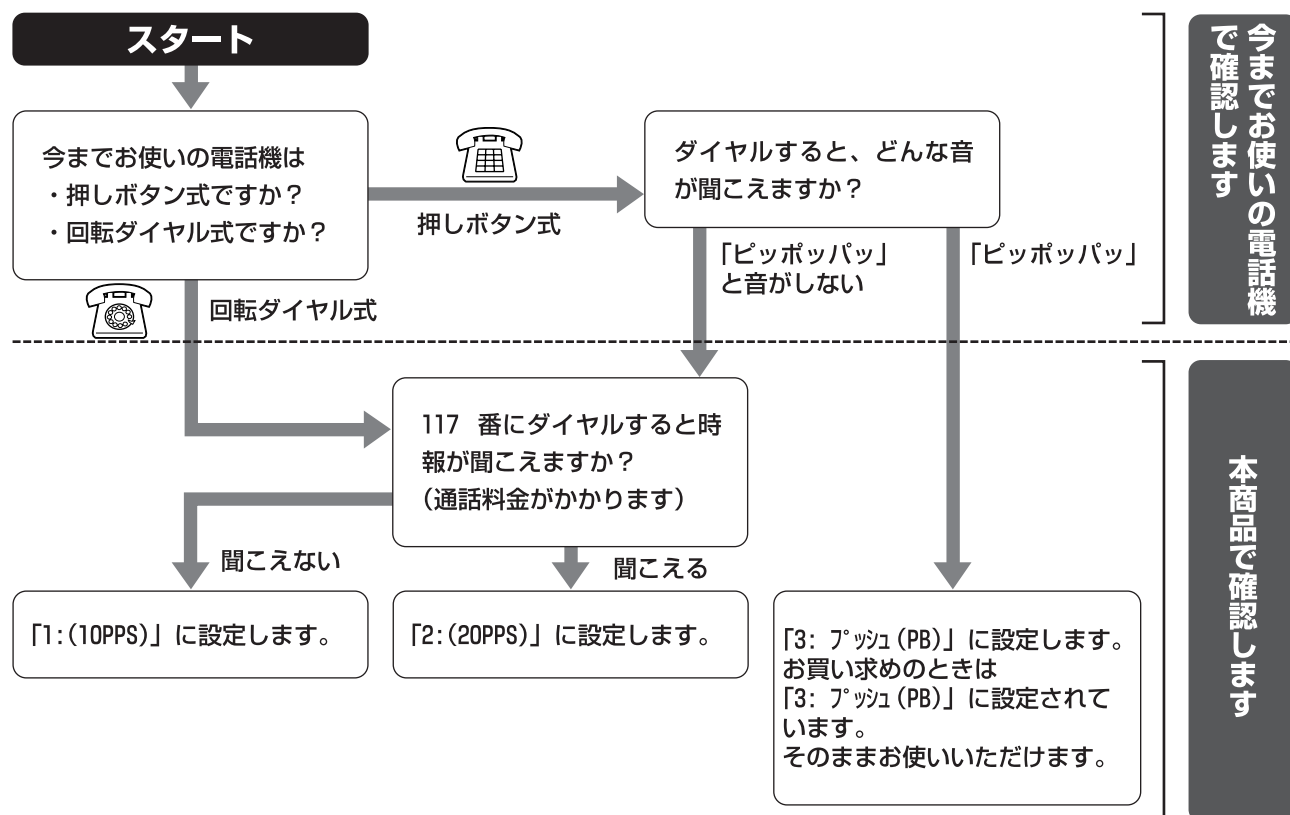 スタート
今までお使いの電話機は
・押しボタン式ですか？
・回転ダイヤル式ですか？
押しボタン式
ダイヤルすると、どんな音
が聞こえますか？
「ピッポッパッ」
と音がしない
「ピッポッパッ」
回転ダイヤル式
今までお使いの電話機
で確認します
117 番にダイヤルすると時
報が聞こえますか？
（通話料金がかかります）
聞こえない
聞こえる
「1:(10PPS)」に設定します。
「2:(20PPS)」に設定します。
「3: ﾌﾟｯｼｭ(PB)」に設定します。
お買い求めのときは
「3: ﾌﾟｯｼｭ(PB)」に設定されて
います。
そのままお使いいただけます。
本商品で確認します